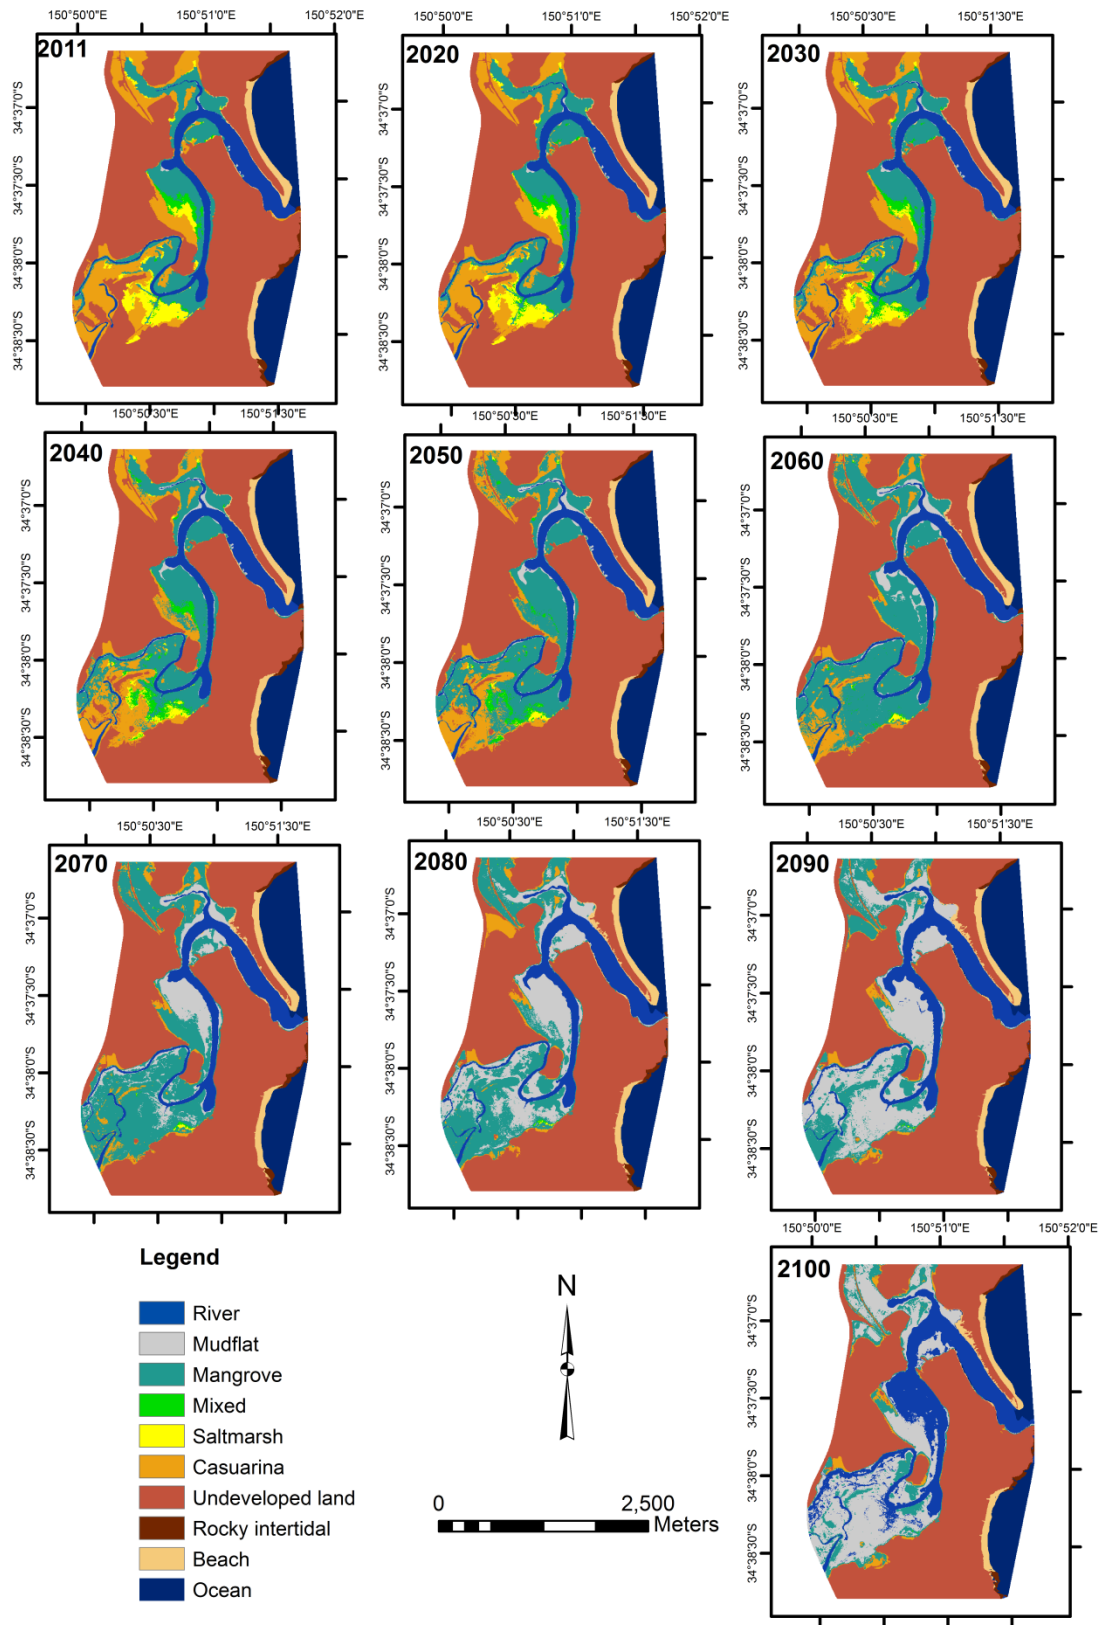 150°50'0"E 150°51'0"E 150°52'0"E 150°50'0"E 150°51'0"E 150°52'0"E 150°50'30"E 150°51'30"E
2011 2020 2030
34°37'0"S 34°37'0"S 34°37'0"S
34°37'30"S 34°37'30"S 34°37'30"S
34°38'0"S 34°38'0"S 34°38'0"S
34°38'30"S 34°38'30"S 34°38'30"S
150°50'30"E 150°51'30"E 150°50'30"E 150°51'30"E 150°50'30"E 150°51'30"E
2040 2050 2060
34°37'0"S 34°37'0"S 34°37'0"S
34°37'30"S 34°37'30"S 34°37'30"S
34°38'0"S 34°38'0"S 34°38'0"S
34°38'30"S 34°38'30"S 34°38'30"S
150°50'30"E 150°51'30"E 150°50'30"E 150°51'30"E 150°50'30"E 150°51'30"E
2070 2080 2090
34°37'0"S 34°37'0"S 34°37'0"S
34°37'30"S 34°37'30"S 34°37'30"S
34°38'0"S 34°38'0"S 34°38'0"S
34°38'30"S 34°38'30"S 34°38'30"S
150°50'0"E 150°51'0"E 150°52'0"E
2100
34°37'0"S
34°37'30"S
34°38'0"S
34°38'30"S
Legend
River
Mudflat
Mangrove
Mixed
Saltmarsh
Casuarina
Undeveloped land
Rocky intertidal
Beach
Ocean
N
0 2,500
Meters